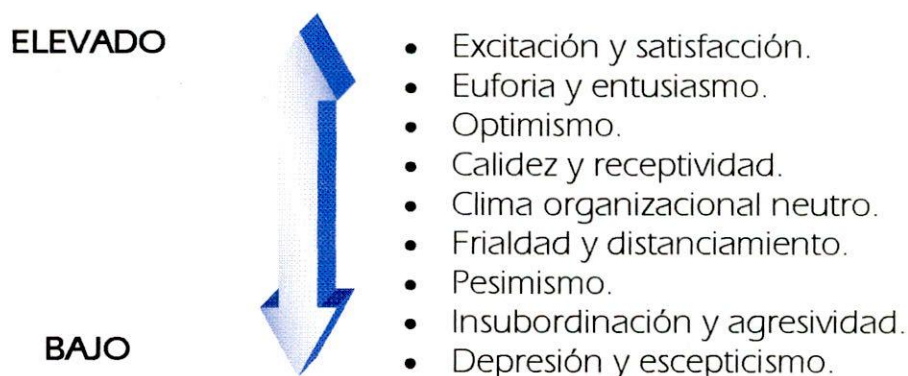 ELEVADO
• Excitación y satisfacción.
• Euforia y entusiasmo.
• Optimismo.
• Calidez y receptividad.
• Clima organizacional neutro.
• Frialdad y distanciamiento.
• Pesimismo.
• Insubordinación y agresividad.
BAJO
• Depresión y escepticismo.